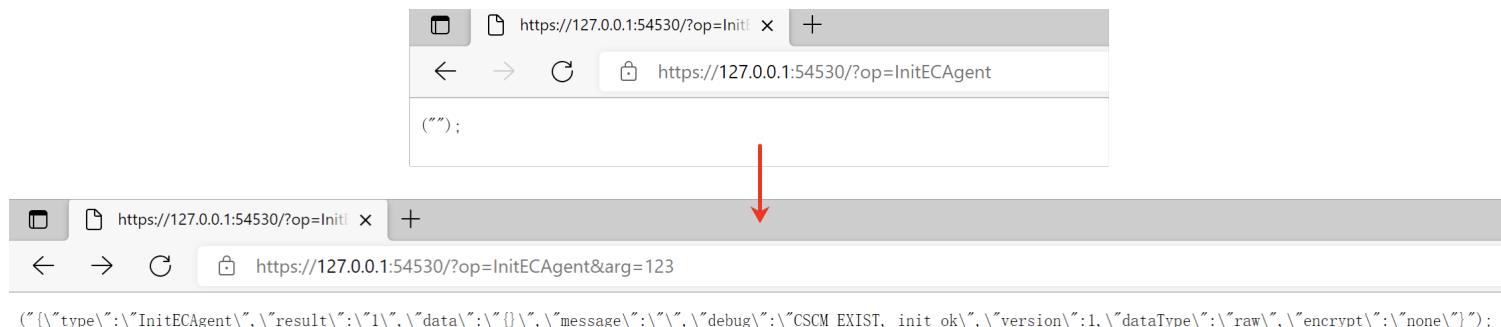 https://127.0.0.1:54530/?op=Init
https://127.0.0.1:54530/?op=InitECAgent
("");
https://127.0.0.1:54530/?op=Init
https://127.0.0.1:54530/?op=InitECAgent&arg=123
("{\"type\":\"InitECAgent\",\"result\":\"1\",\"data\":\"{}\",\"message\":\"\",\"debug\":\"CSCM EXIST, init ok\",\"version\":1,\"dataType\":\"raw\",\"encrypt\":\"none\"}");